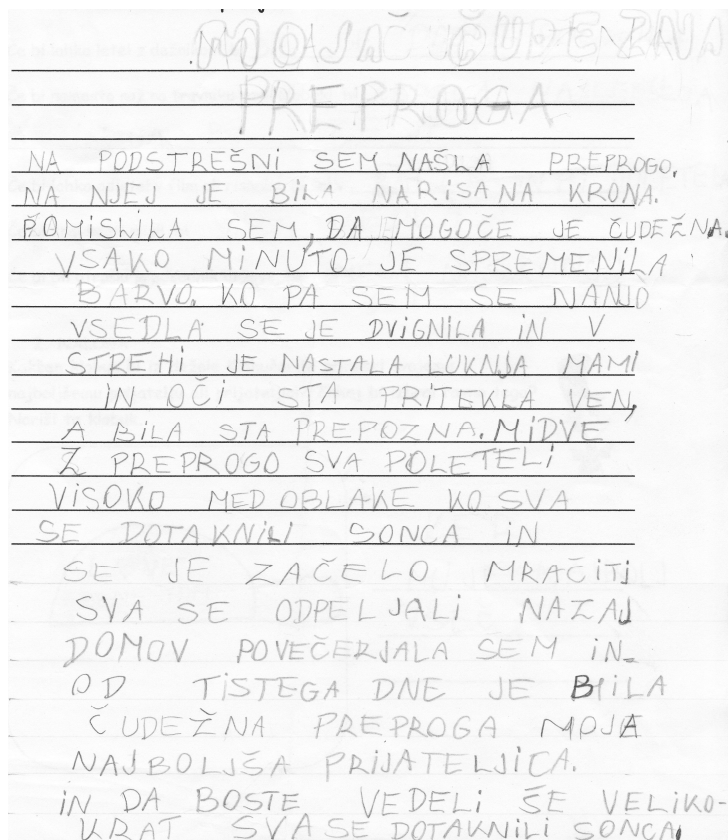 MOJA ČUDEŽNA
PREPROGA
NA PODSTREŠNI SEM NAŠLA PREPROGO.
NA NJEJ JE BILA NARISANA KRONA.
POMISLILA SEM, DA MOGOČE JE ČUDEŽNA.
VSAKO MINUTO JE SPREMENILA
BARVO. KO PA SEM SE NANJO
VSEDLA SE JE DVIGNILA IN V
STREHI JE NASTALA LUKNJA MAMI
I OČI STA PRITEKLA VEN,
A BILA STA PREPOZNA. MIDVE
Z PREPROGO SVA POLETELI
VISOKO MED OBLAKE KO SVA
SE DOTAKNILI SONCA IN
SE JE ZAČELO MRAČITI
SVA SE ODPELJALI NAZAJ
DOMOV POVEČERJALA SEM IN
OD TISTEGA DNE JE BILA
ČUDEŽNA PREPROGA MOJA
NAJBOLJŠA PRIJATELJICA.
IN DA BOSTE VEDELI ŠE VELIKO-
KRAT SVA SE DOTAKNILI SONCA.